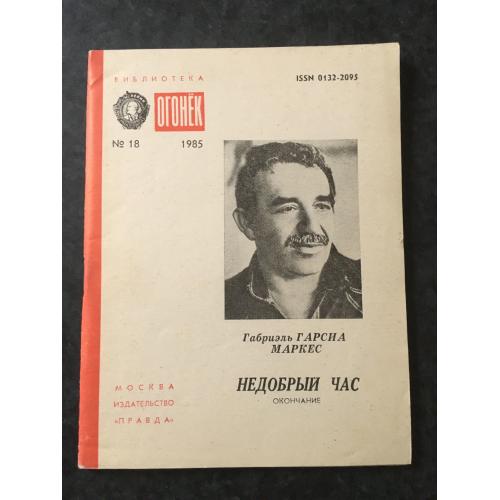 БИБЛИОТЕКА
ISSN 0132-2095
ОГОНЁК
№ 18 1985
Габриэль ГАРСИА
МАРКЕС
НЕДОБРЫЙ ЧАС
ОКОНЧАНИЕ
МОСКВА
ИЗДАТЕЛЬСТВО
«ПРАВДА»